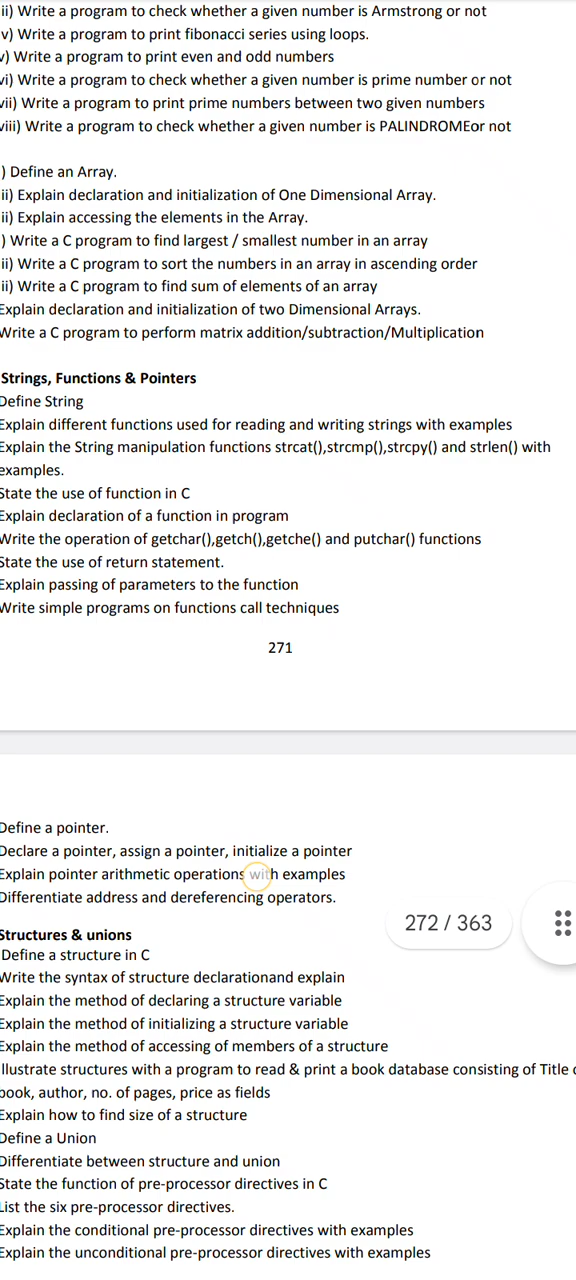 ii) Write a program to check whether a given number is Armstrong or not
v) Write a program to print fibonacci series using loops.
v) Write a program to print even and odd numbers
vi) Write a program to check whether a given number is prime number or not
vii) Write a program to print prime numbers between two given numbers
viii) Write a program to check whether a given number is PALINDROMEor not
) Define an Array.
ii) Explain declaration and initialization of One Dimensional Array.
ii) Explain accessing the elements in the Array.
) Write a C program to find largest / smallest number in an array
ii) Write a C program to sort the numbers in an array in ascending order
ii) Write a C program to find sum of elements of an array
Explain declaration and initialization of two Dimensional Arrays.
Write a C program to perform matrix addition/subtraction/Multiplication
Strings, Functions & Pointers
Define String
Explain different functions used for reading and writing strings with examples
Explain the String manipulation functions strcat(),strcmp(),strcpy() and strlen() with
examples.
State the use of function in C
Explain declaration of a function in program
Write the operation of getchar(),getch(),getche() and putchar() functions
State the use of return statement.
Explain passing of parameters to the function
Write simple programs on functions call techniques
271
Define a pointer.
Declare a pointer, assign a pointer, initialize a pointer
Explain pointer arithmetic operations with examples
Differentiate address and dereferencing operators.
272 / 363
Structures & unions
Define a structure in C
Write the syntax of structure declarationand explain
Explain the method of declaring a structure variable
Explain the method of initializing a structure variable
Explain the method of accessing of members of a structure
llustrate structures with a program to read & print a book database consisting of Title
book, author, no. of pages, price as fields
Explain how to find size of a structure
Define a Union
Differentiate between structure and union
State the function of pre-processor directives in C
List the six pre-processor directives.
Explain the conditional pre-processor directives with examples
Explain the unconditional pre-processor directives with examples